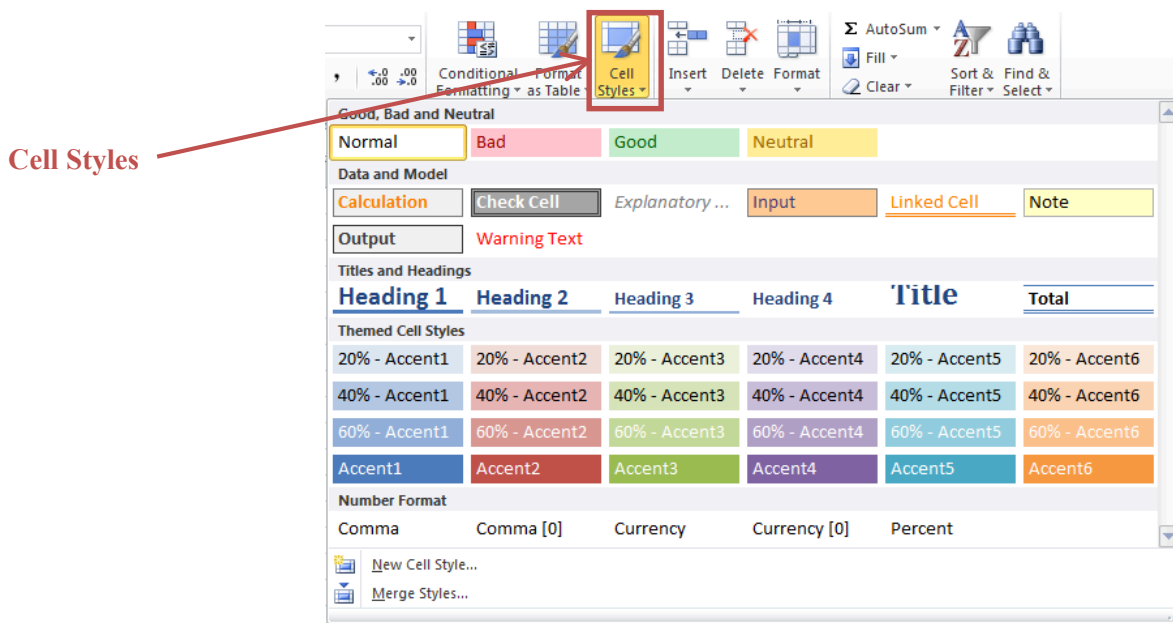 Σ AutoSum
Fill
Clear
, .0 .00 .00 .0
Conditional Formatting
Format as Table
Cell Styles
Insert
Delete
Format
Sort & Filter
Find & Select
Cell Styles
Good, Bad and Neutral
Normal Bad Good Neutral
Data and Model
Calculation Check Cell Explanatory ... Input Linked Cell Note
Output Warning Text
Titles and Headings
Heading 1 Heading 2 Heading 3 Heading 4 Title Total
Themed Cell Styles
20% - Accent1 20% - Accent2 20% - Accent3 20% - Accent4 20% - Accent5 20% - Accent6
40% - Accent1 40% - Accent2 40% - Accent3 40% - Accent4 40% - Accent5 40% - Accent6
60% - Accent1 60% - Accent2 60% - Accent3 60% - Accent4 60% - Accent5 60% - Accent6
Accent1 Accent2 Accent3 Accent4 Accent5 Accent6
Number Format
Comma Comma [0] Currency Currency [0] Percent
New Cell Style...
Merge Styles...